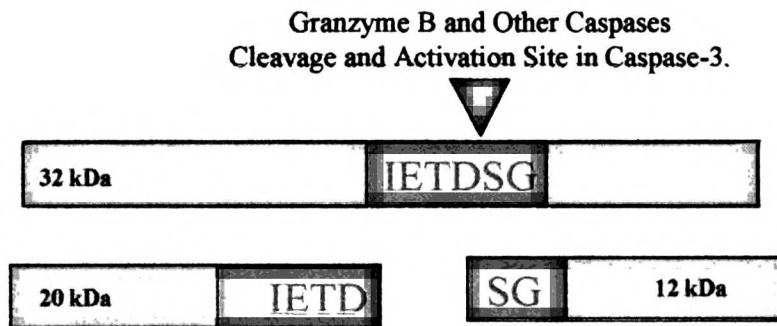 Granzyme B and Other Caspases
Cleavage and Activation Site in Caspase-3.
32 kDa IETDSG
20 kDa IETD SG 12 kDa